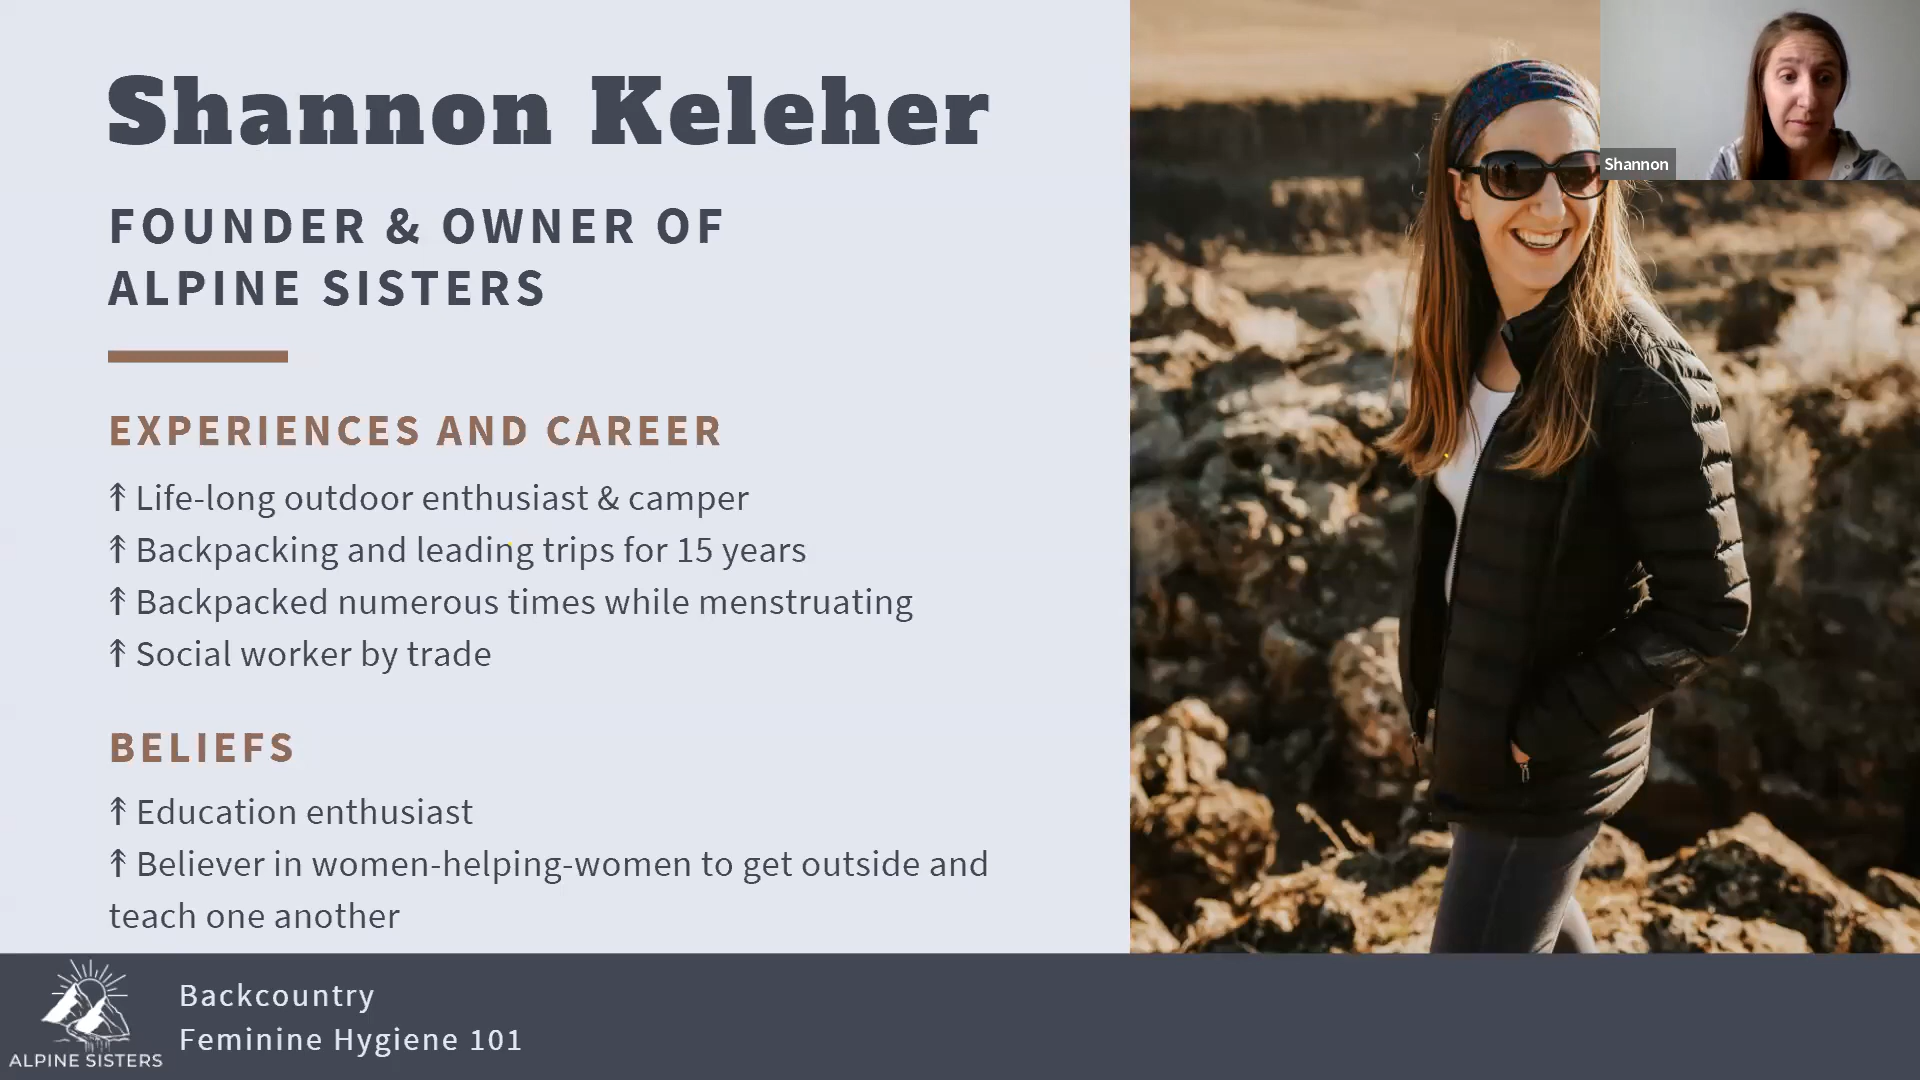 Shannon Keleher
FOUNDER & OWNER OF
ALPINE SISTERS
EXPERIENCES AND CAREER
Life-long outdoor enthusiast & camper
Backpacking and leading trips for 15 years
Backpacked numerous times while menstruating
Social worker by trade
BELIEFS
Education enthusiast
Believer in women-helping-women to get outside and
teach one another
Shannon
ALPINE SISTERS
Backcountry
Feminine Hygiene 101